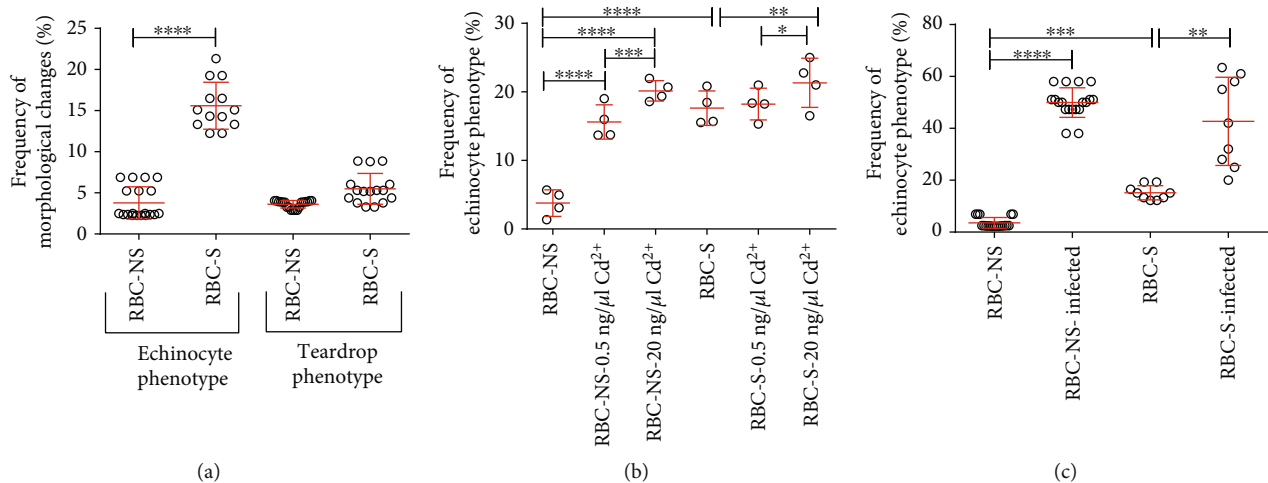 Frequency of
morphological changes (%)
25
20
15
10
5
0
****
RBC-NS
RBC-S
RBC-NS
RBC-S
Echinocyte
phenotype
Teardrop
phenotype
(a)
Frequency of
echinocyte phenotype (%)
30
20
10
0
****
**
****
***
*
****
RBC-NS
RBC-NS-0.5 ng/μl Cd²⁺
RBC-NS-20 ng/μl Cd²⁺
RBC-S
RBC-S-0.5 ng/μl Cd²⁺
RBC-S-20 ng/μl Cd²⁺
(b)
Frequency of
echinocyte phenotype (%)
80
60
40
20
0
***
**
****
RBC-NS
RBC-NS- infected
RBC-S
RBC-S-infected
(c)